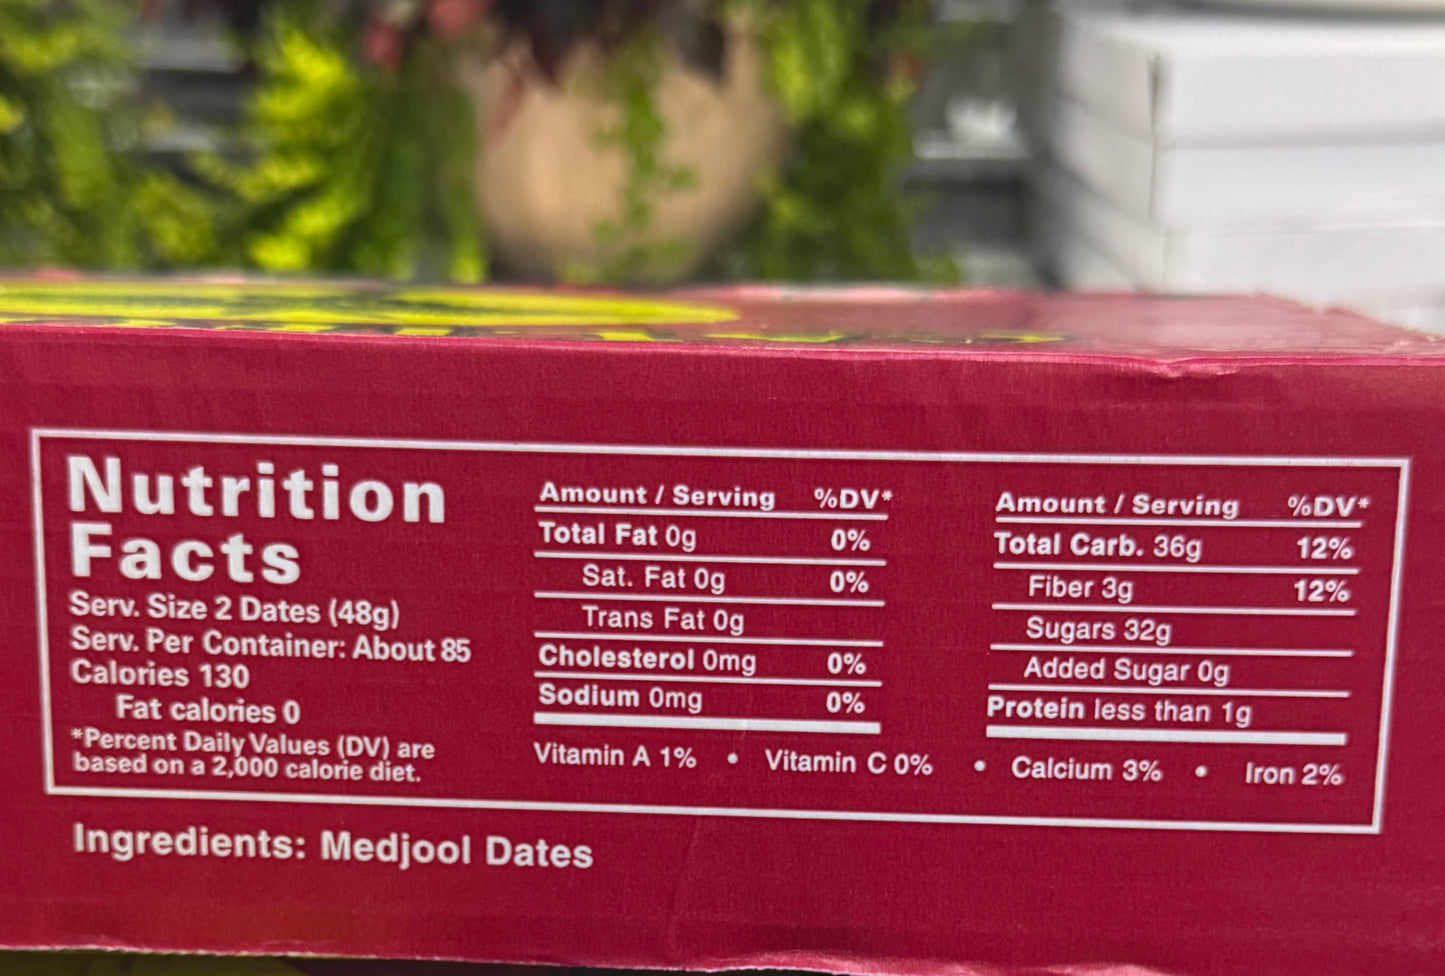 Nutrition
Facts
Serv. Size 2 Dates (48g)
Serv. Per Container: About 85
Calories 130
Fat calories 0
*Percent Daily Values (DV) are
based on a 2,000 calorie diet.
Amount / Serving %DV*
Total Fat 0g 0%
Sat. Fat 0g 0%
Trans Fat 0g
Cholesterol 0mg 0%
Sodium 0mg 0%
Amount / Serving %DV*
Total Carb. 36g 12%
Fiber 3g 12%
Sugars 32g
Added Sugar 0g
Protein less than 1g
Vitamin A 1% • Vitamin C 0% • Calcium 3% • Iron 2%
Ingredients: Medjool Dates